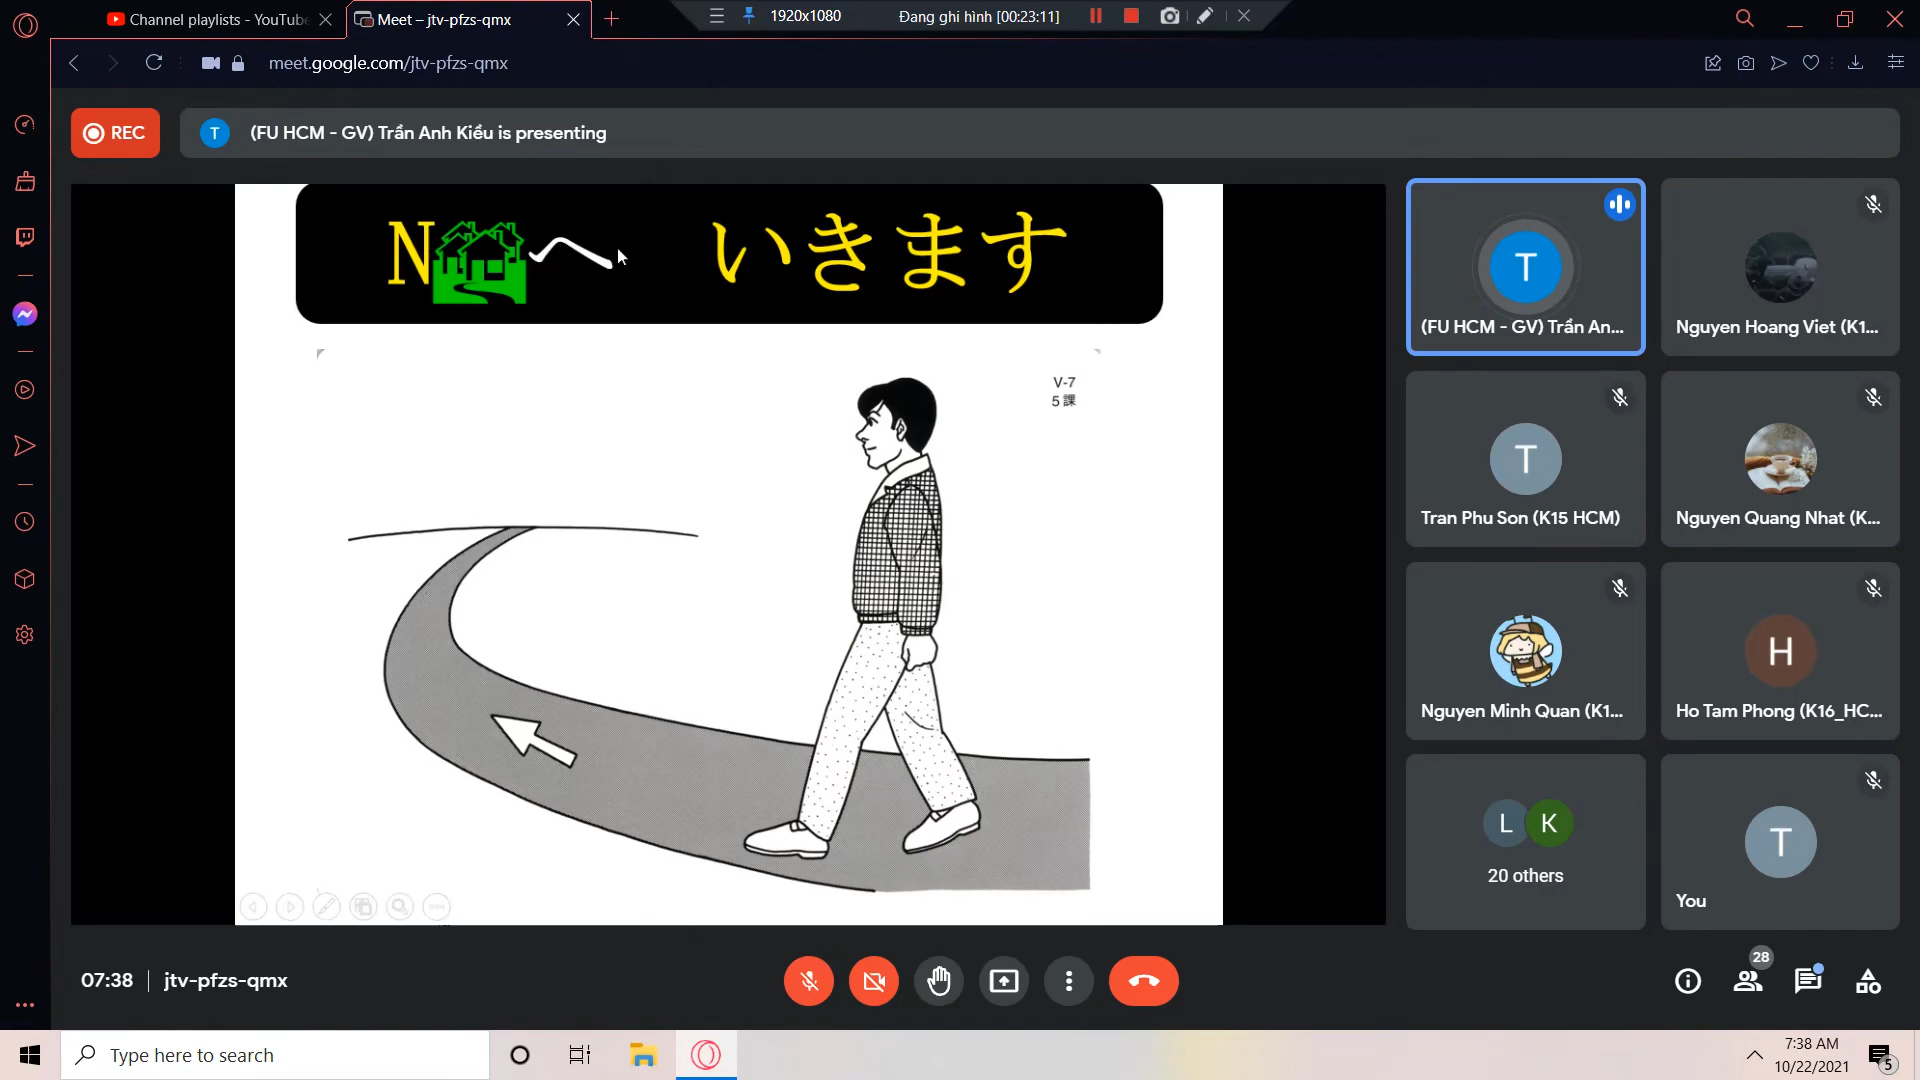 Channel playlists - YouTube
Meet – jtv-pfzs-qmx
1920x1080
Đang ghi hình [00:23:11]
meet.google.com/jtv-pfzs-qmx
REC
T
(FU HCM - GV) Trần Anh Kiều is presenting
N へ いきます
V-7
5 課
T
(FU HCM - GV) Trần An...
Nguyen Hoang Viet (K1...
T
Tran Phu Son (K15 HCM)
Nguyen Quang Nhat (K...
Nguyen Minh Quan (K1...
H
Ho Tam Phong (K16_HC...
L K
20 others
T
You
07:38
jtv-pfzs-qmx
28
Type here to search
7:38 AM
10/22/2021
5